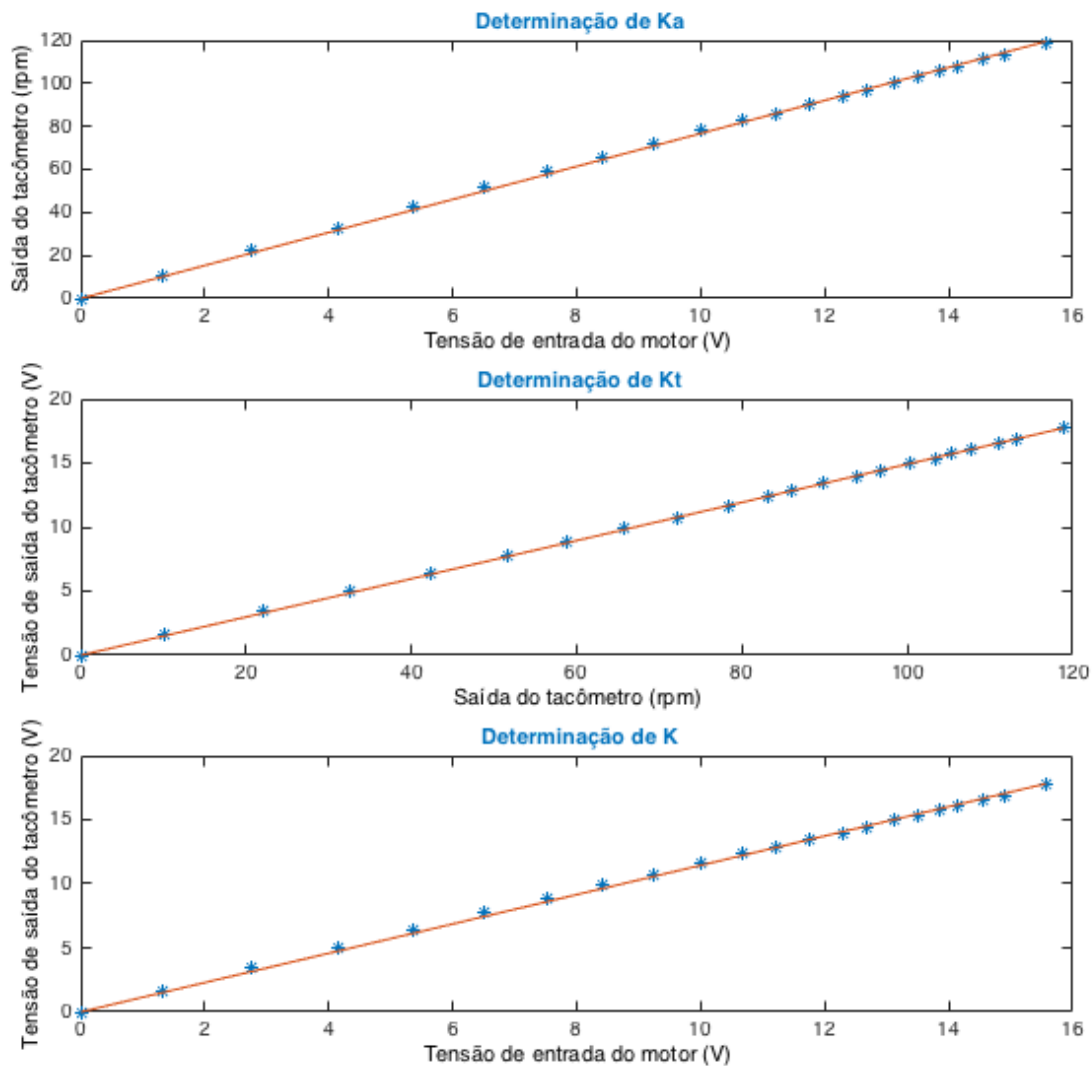 Determinação de Ka
Saída do tacômetro (rpm)
120
100
80
60
40
20
0
0 2 4 6 8 10 12 14 16
Tensão de entrada do motor (V)
Determinação de Kt
Tensão de saída do tacômetro (V)
20
15
10
5
0
0 20 40 60 80 100 120
Saída do tacômetro (rpm)
Determinação de K
Tensão de saída do tacômetro (V)
20
15
10
5
0
0 2 4 6 8 10 12 14 16
Tensão de entrada do motor (V)